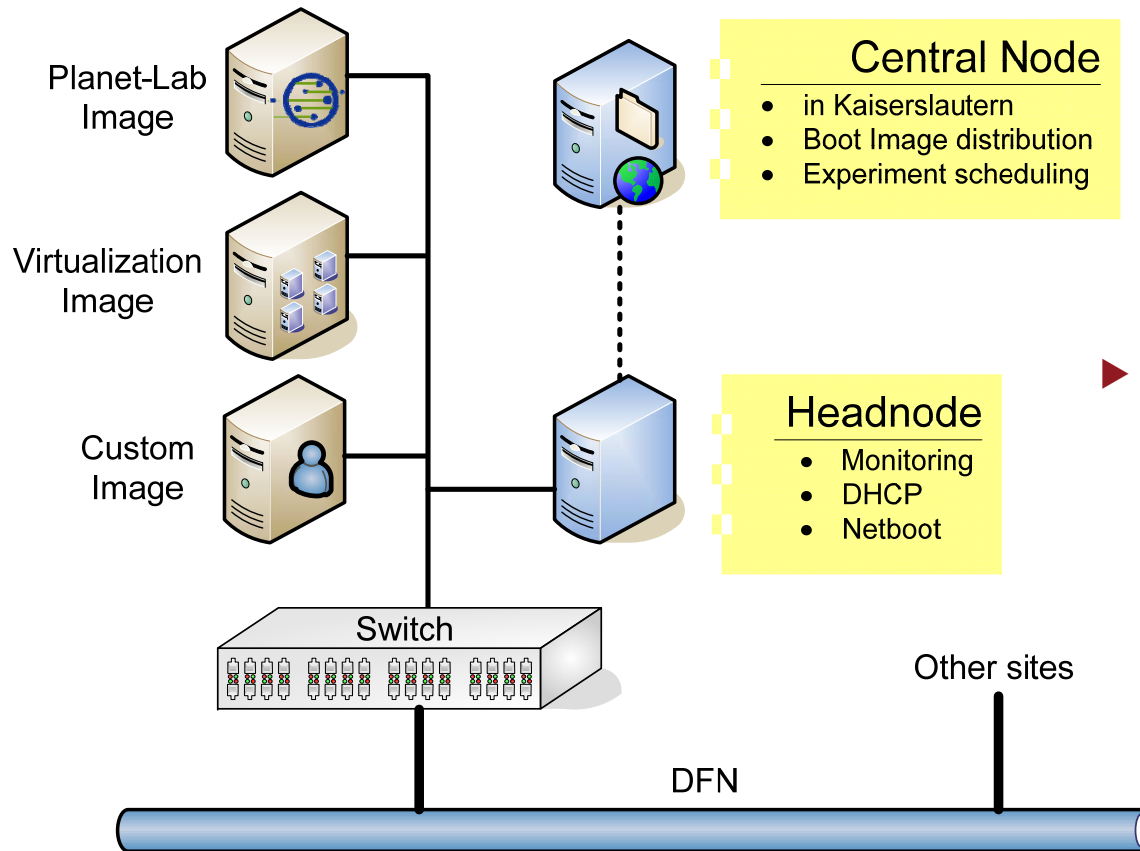 Planet-Lab
Image
Central Node
• in Kaiserslautern
• Boot Image distribution
• Experiment scheduling
Virtualization
Image
Custom
Image
Headnode
• Monitoring
• DHCP
• Netboot
Switch
Other sites
DFN